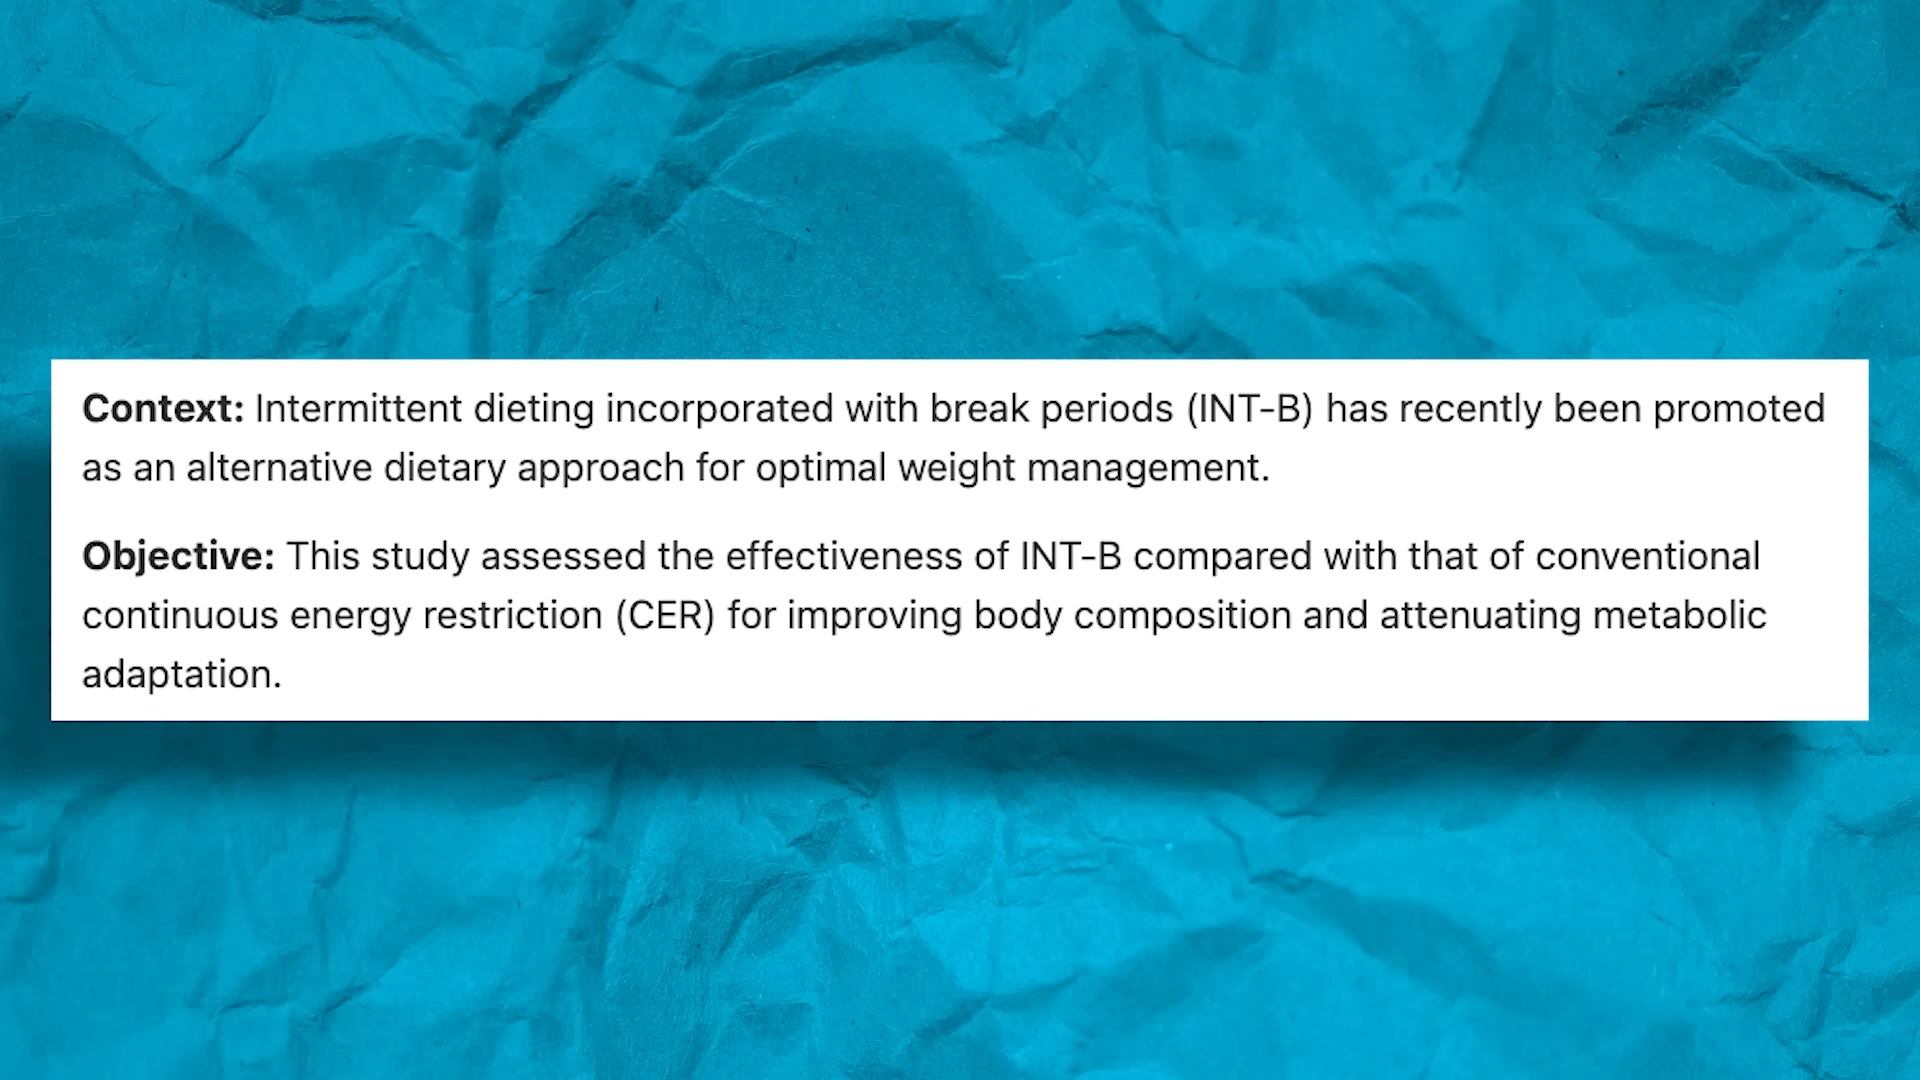 Context: Intermittent dieting incorporated with break periods (INT-B) has recently been promoted
as an alternative dietary approach for optimal weight management.
Objective: This study assessed the effectiveness of INT-B compared with that of conventional
continuous energy restriction (CER) for improving body composition and attenuating metabolic
adaptation.